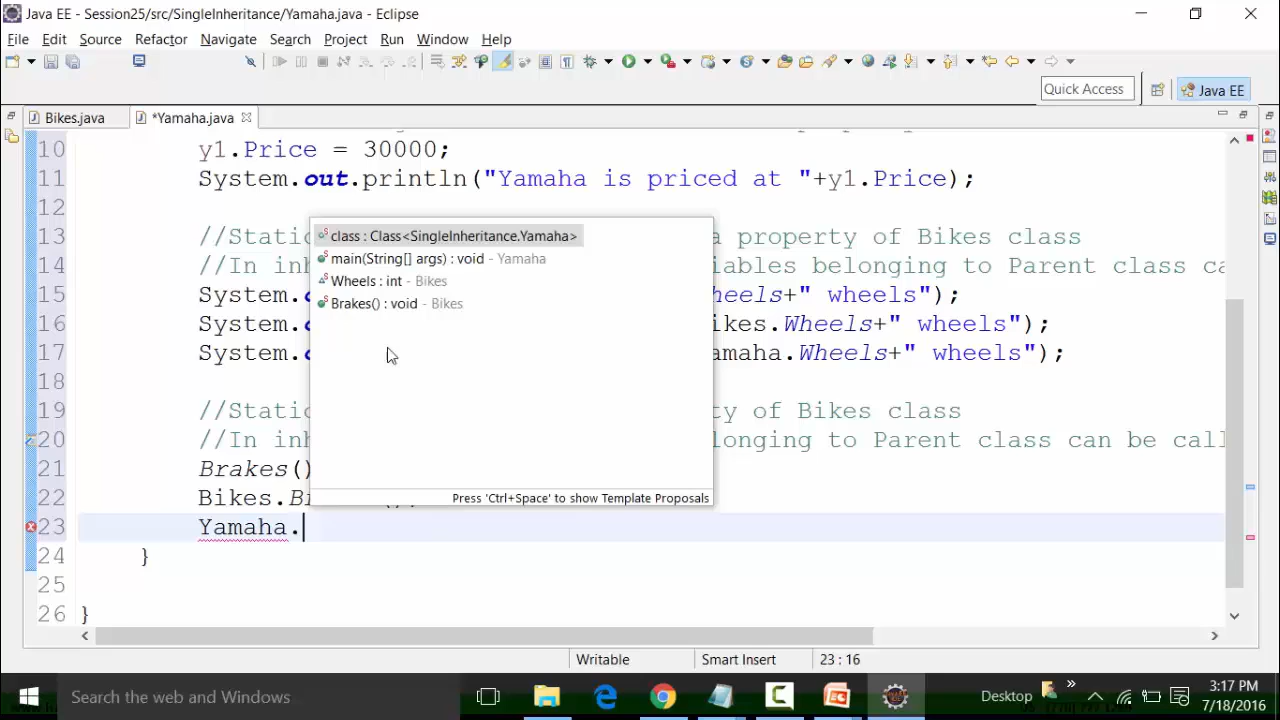 Java EE - Session25/src/SingleInheritance/Yamaha.java - Eclipse
File Edit Source Refactor Navigate Search Project Run Window Help
Quick Access
Java EE
Bikes.java
*Yamaha.java
10 y1.Price = 30000;
11 System.out.println("Yamaha is priced at "+y1.Price);
12
13 //Stati a property of Bikes class
14 //In inh iables belonging to Parent class ca
15 System.o heels+" wheels");
16 System.o ikes.Wheels+" wheels");
17 System.o amaha.Wheels+" wheels");
18
19 //Stati ty of Bikes class
20 //In inh longing to Parent class can be call
21 Brakes()
22 Bikes.B
23 Yamaha.
24 }
25
26 }
class : Class<SingleInheritance.Yamaha>
main(String[] args) : void - Yamaha
Wheels : int - Bikes
Brakes() : void - Bikes
Press 'Ctrl+Space' to show Template Proposals
Writable
Smart Insert
23 : 16
Search the web and Windows
Desktop
3:17 PM
7/18/2016